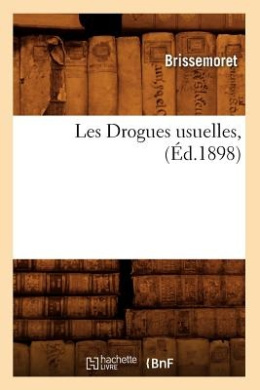 Brissemoret
Les Drogues usuelles,
(Éd.1898)
hachette
LIVRE
{BnF